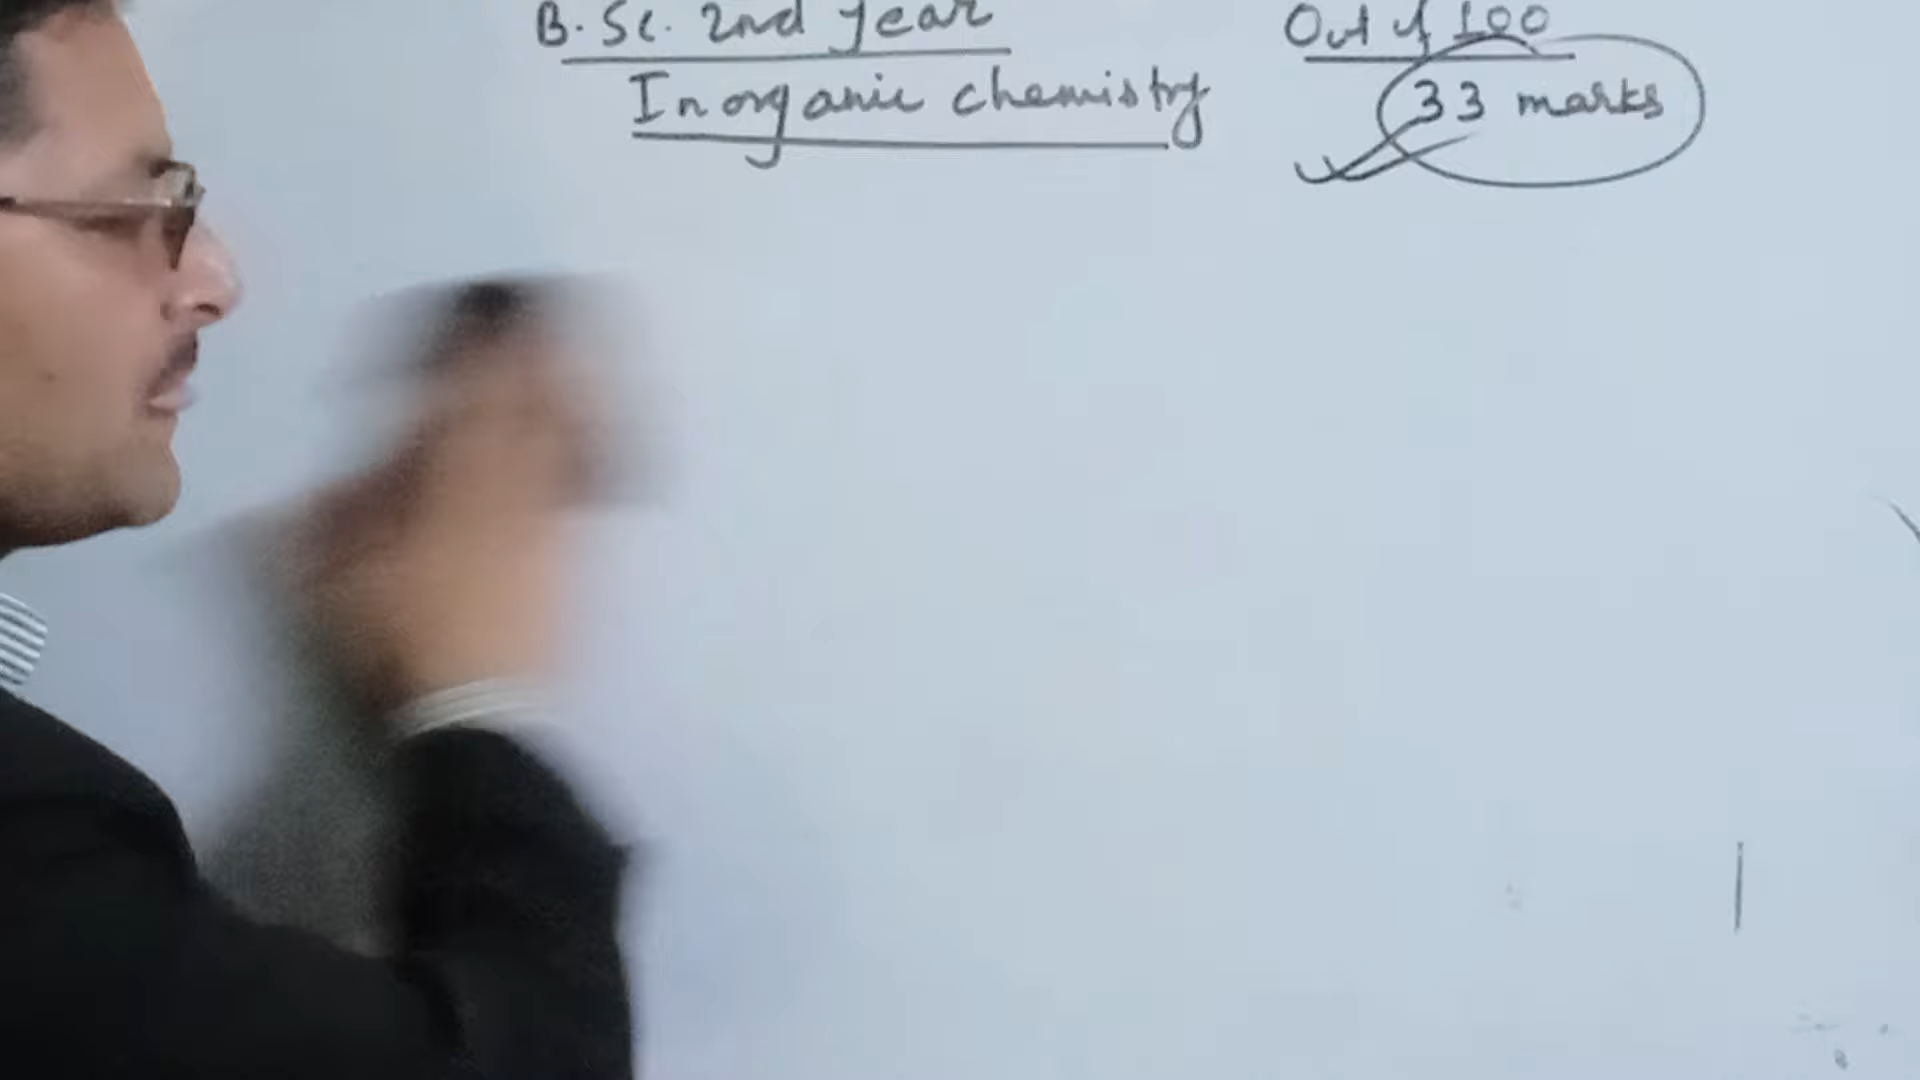 B.Sc. 2nd year
Inorganic chemistry
Out of 100
33 marks